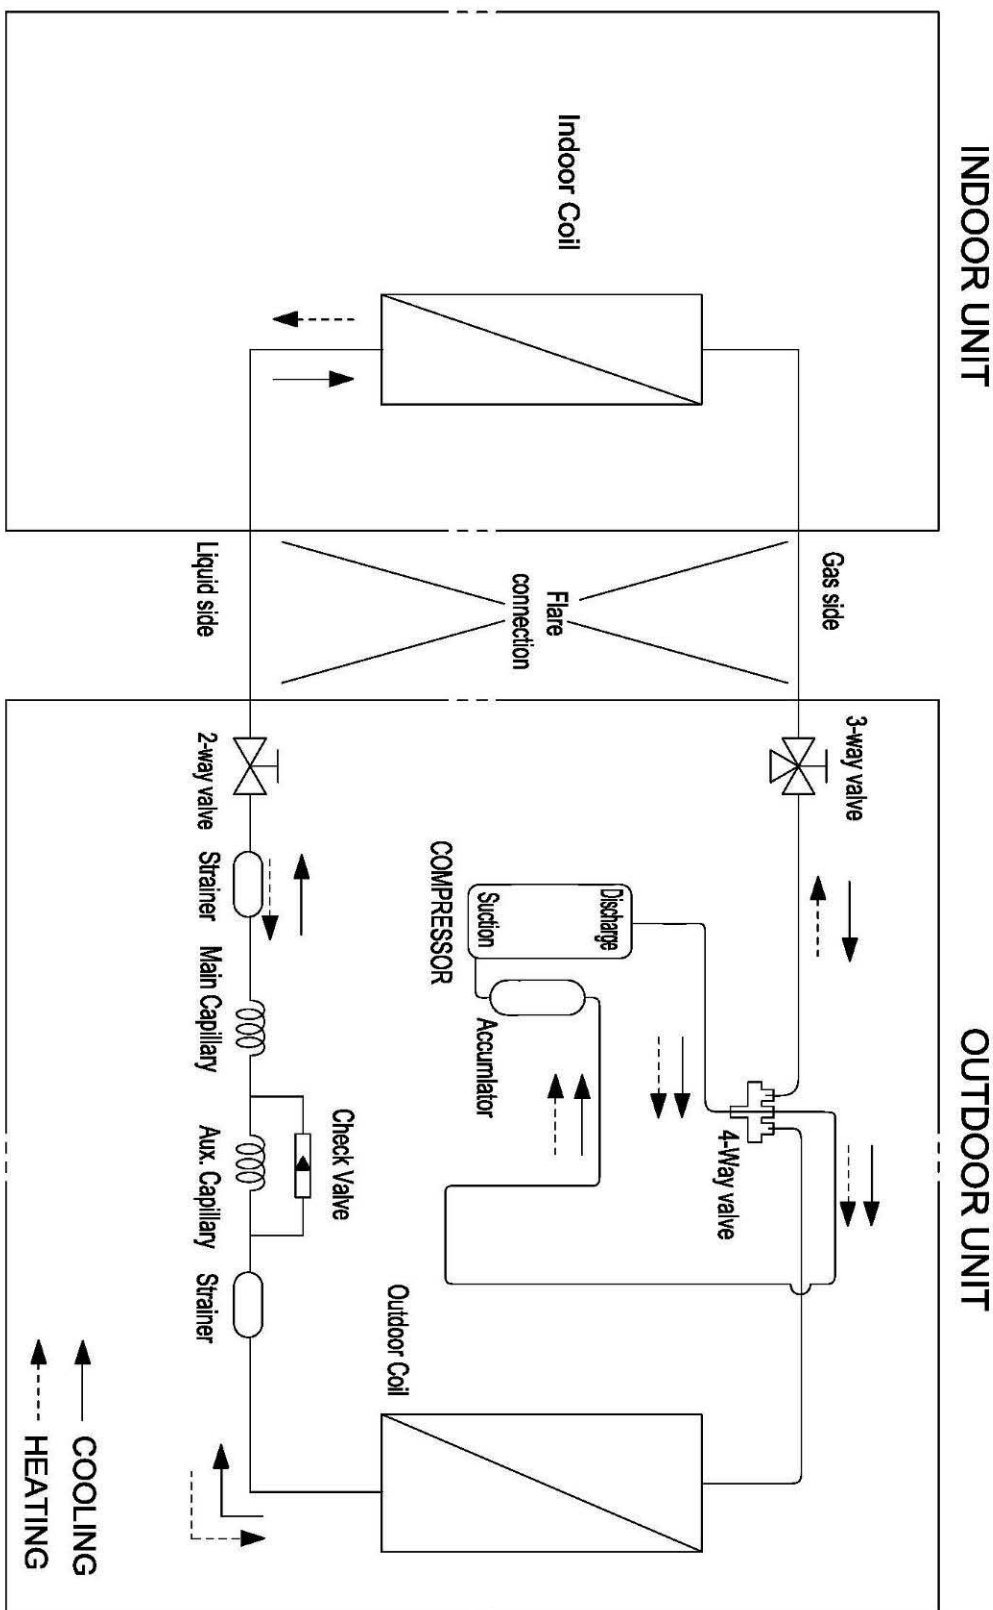 INDOOR UNIT
OUTDOOR UNIT
Gas side
3-way valve
4-Way valve
Indoor Coil
Flare
connection
Discharge
Suction
COMPRESSOR
Accumlator
Outdoor Coil
Check Valve
Liquid side
2-way valve
Strainer
Main Capillary
Aux. Capillary
Strainer
COOLING
HEATING